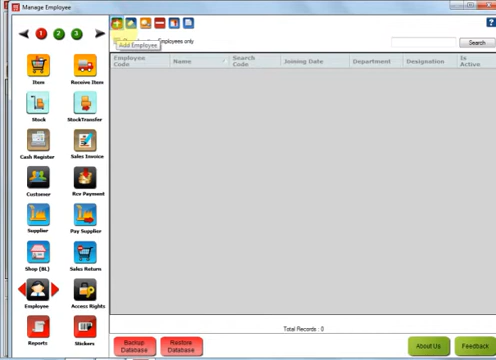 Manage Employee
1 2 3
Add Employee
Employees only
Search
Employee Code
Name
Search Code
Joining Date
Department
Designation
Is Active
Item
Receive Item
Stock
StockTransfer
Cash Register
Sales Invoice
Customer
Rcv Payment
Supplier
Pay Supplier
Shop (BL)
Sales Return
Employee
Access Rights
Reports
Stickers
Total Records : 0
Backup Database
Restore Database
About Us
Feedback